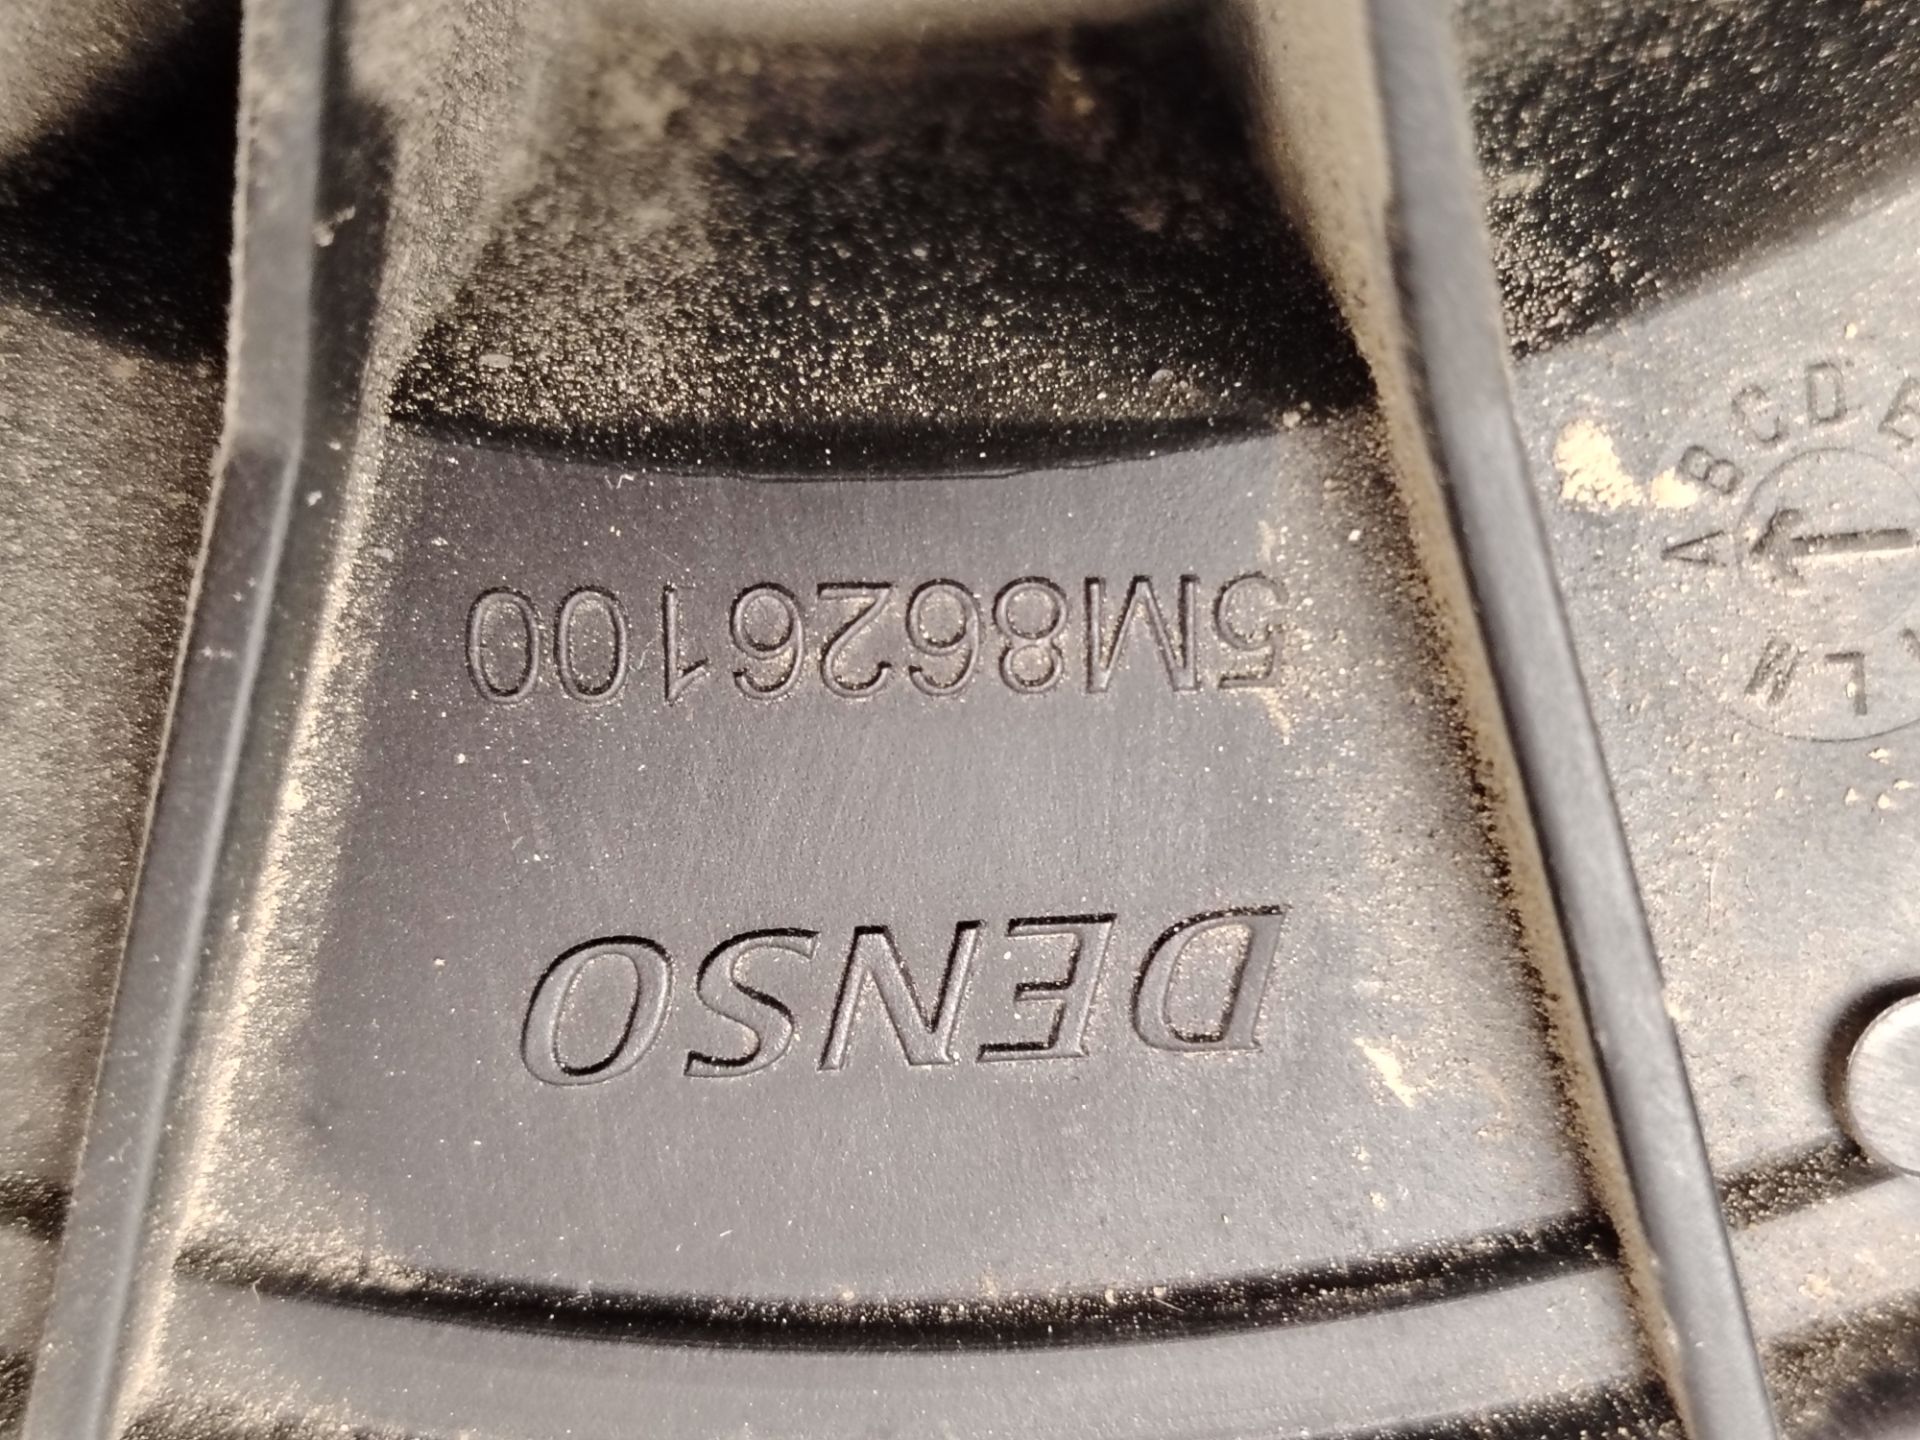 DENSO
5M8626100
A B C D E
L M